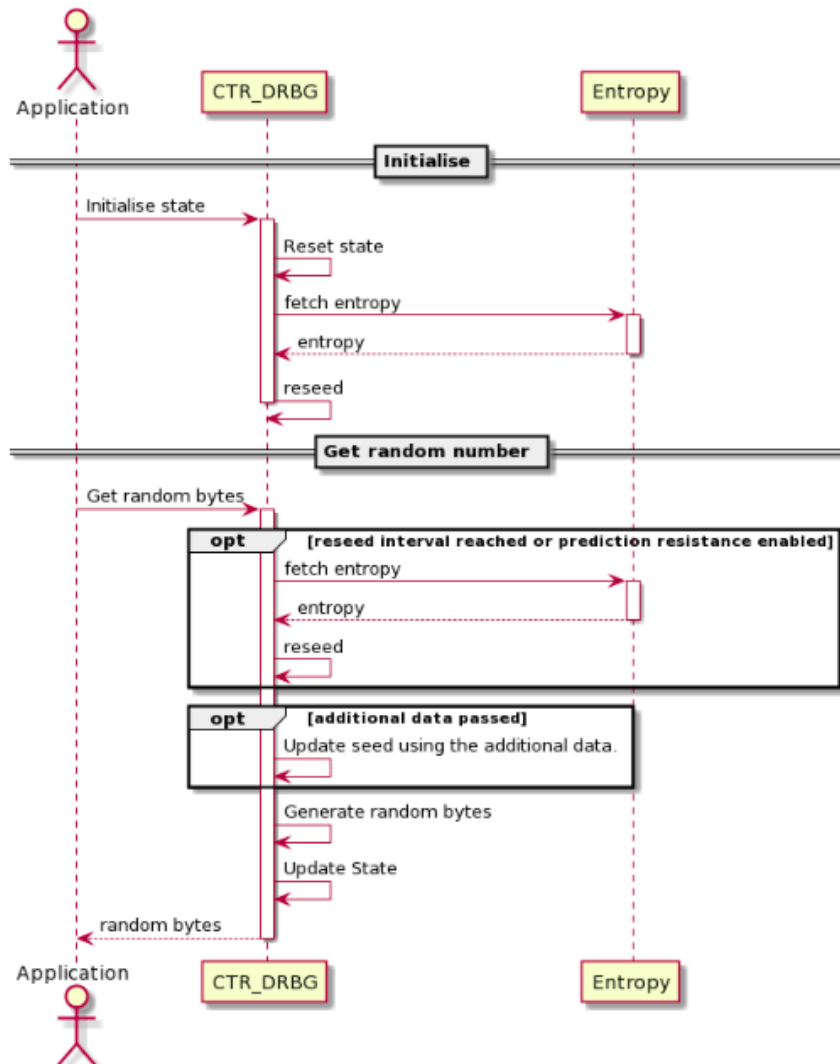 Application
CTR_DRBG
Entropy
Initialise
Initialise state
Reset state
fetch entropy
entropy
reseed
Get random number
Get random bytes
opt [reseed interval reached or prediction resistance enabled]
fetch entropy
entropy
reseed
opt [additional data passed]
Update seed using the additional data.
Generate random bytes
Update State
random bytes
Application
CTR_DRBG
Entropy